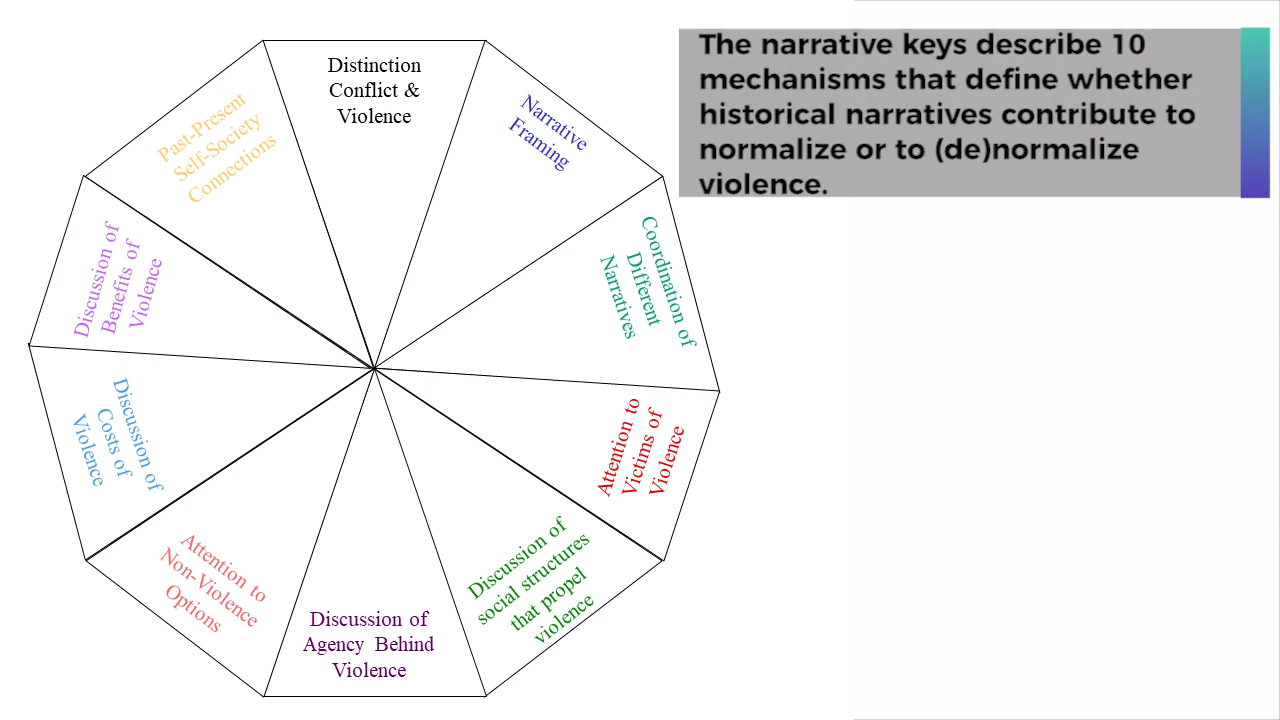 Distinction
Conflict &
Violence
Narrative
Framing
Coordination of
Different
Narratives
Attention to
Victims of
Violence
Discussion of
social structures
that propel
violence
Discussion of
Agency Behind
Violence
Attention to
Non-Violence
Options
Discussion of
Costs of
Violence
Discussion of
Benefits of
Violence
Past-Present
Self-Society
Connections
The narrative keys describe 10
mechanisms that define whether
historical narratives contribute to
normalize or to (de)normalize
violence.